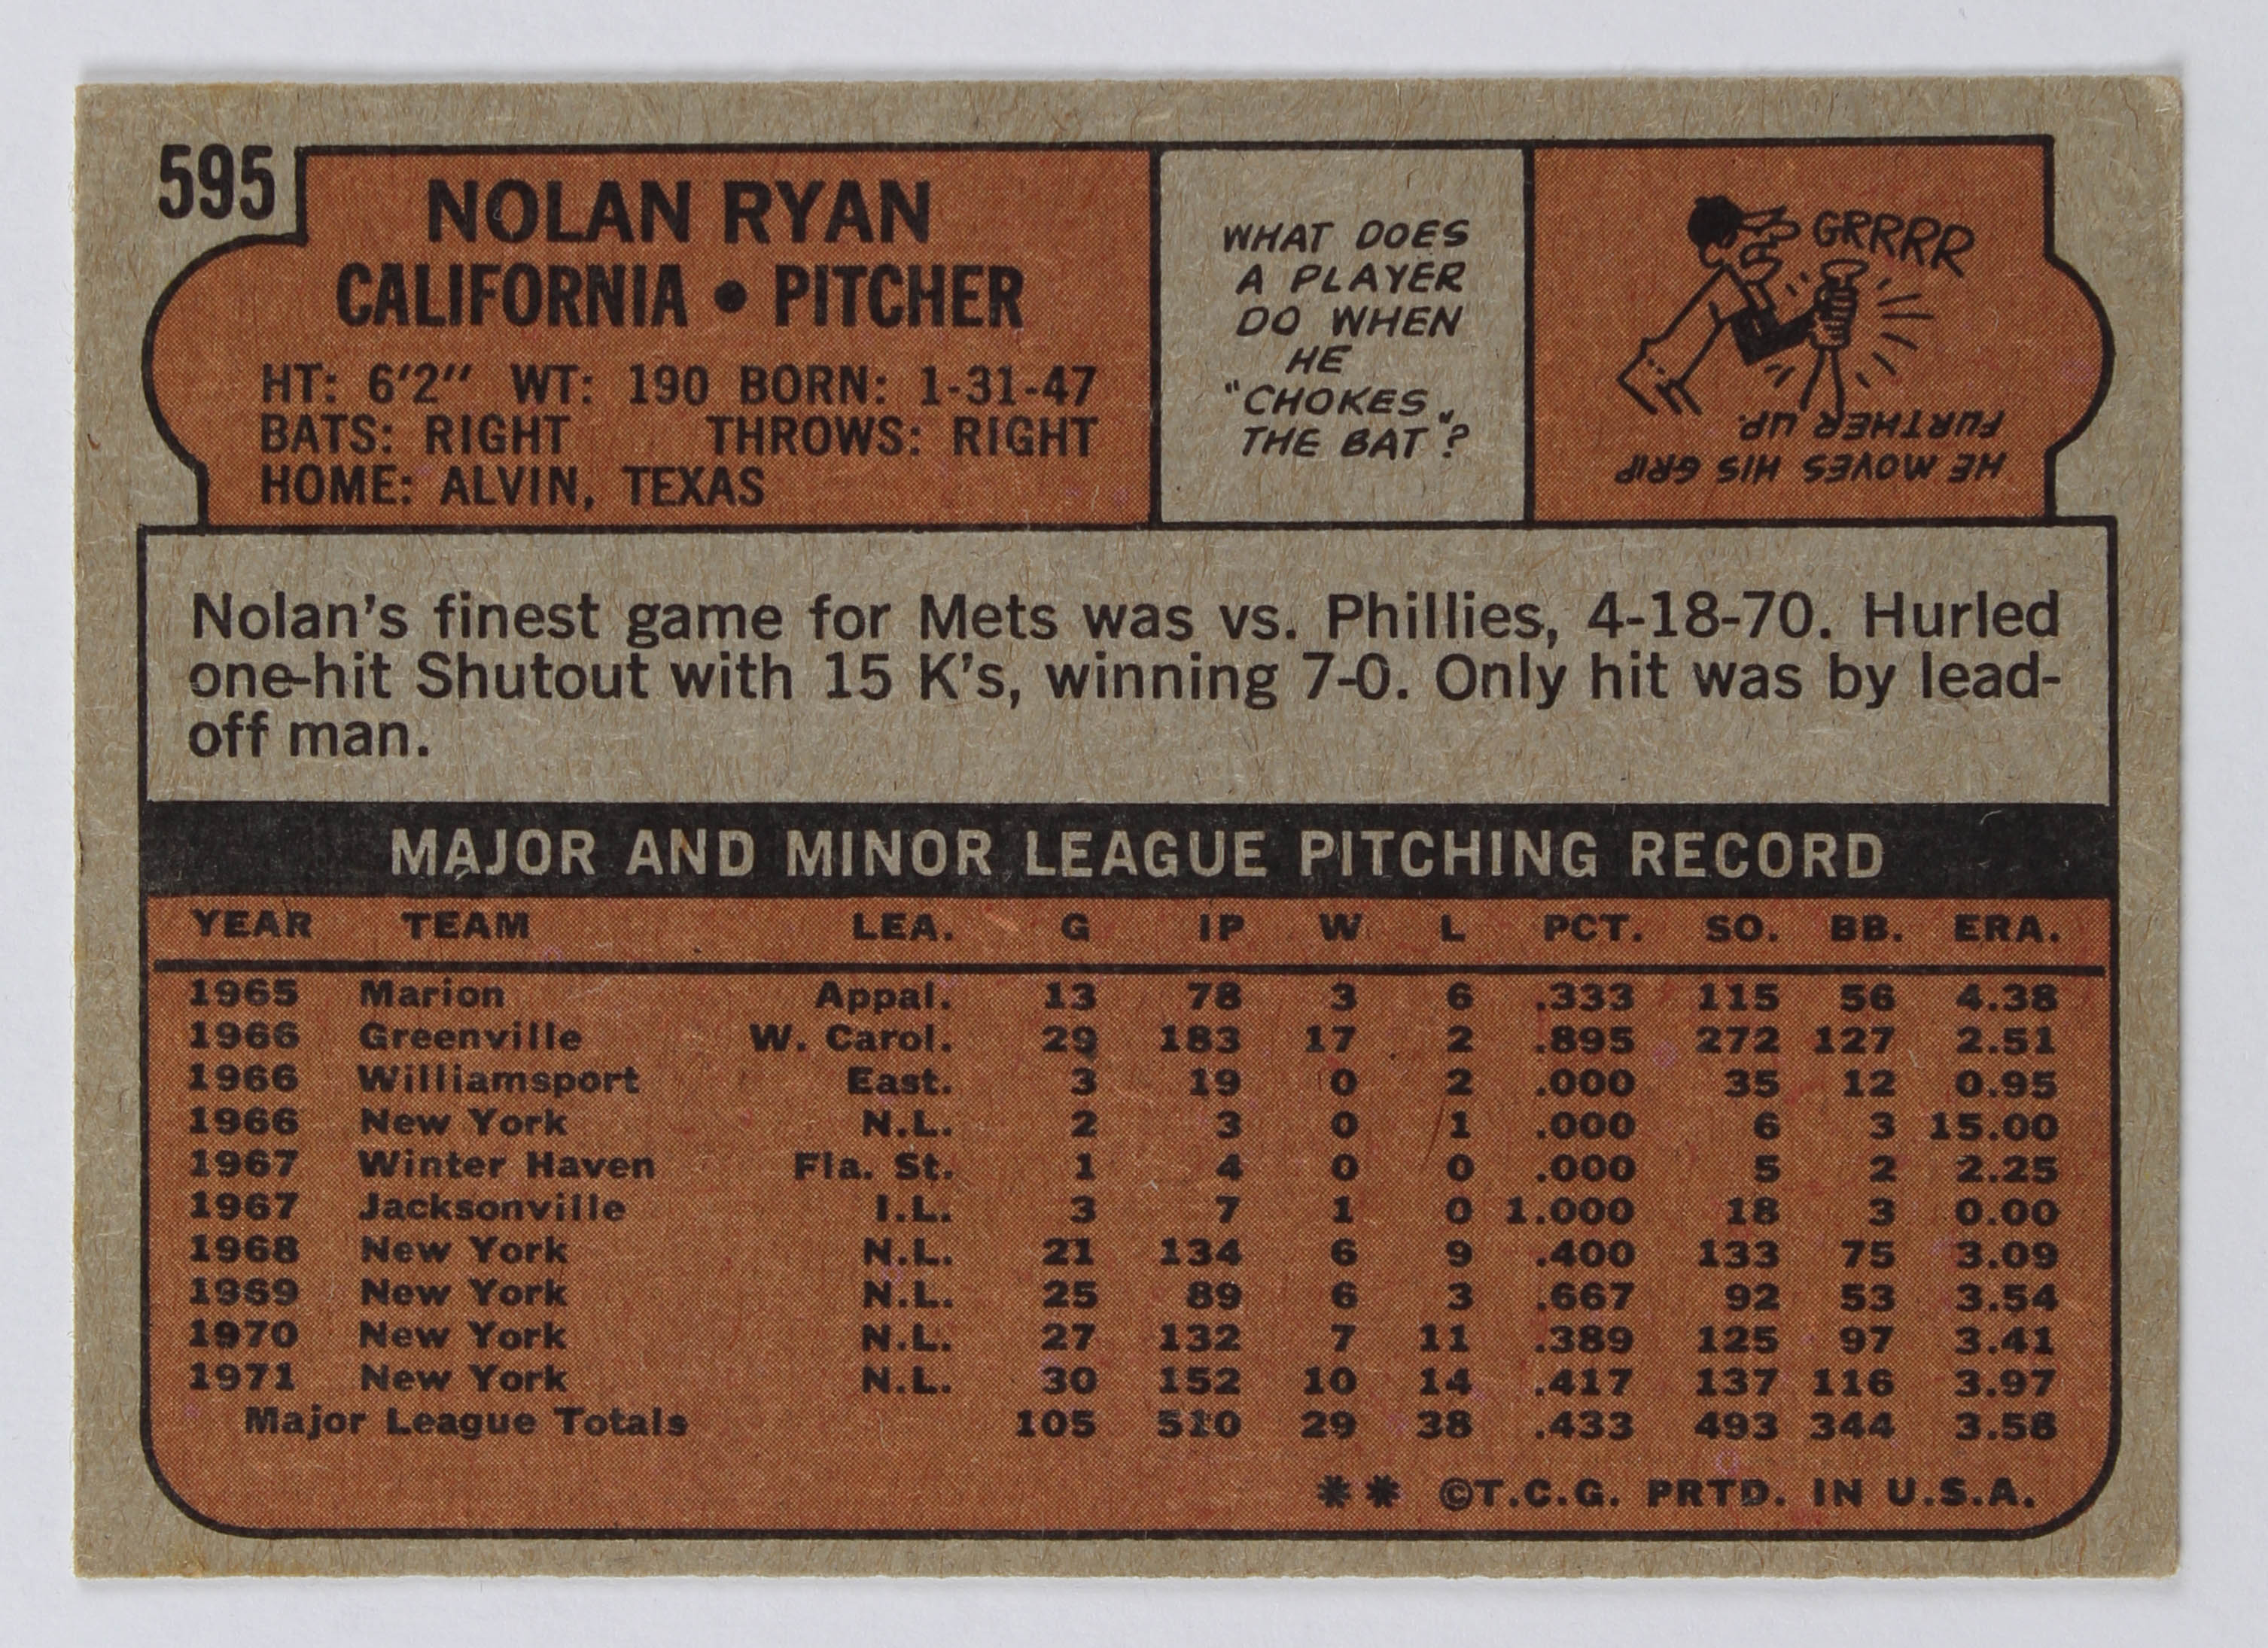 595
NOLAN RYAN
CALIFORNIA • PITCHER
HT: 6'2" WT: 190 BORN: 1-31-47
BATS: RIGHT THROWS: RIGHT
HOME: ALVIN, TEXAS
WHAT DOES
A PLAYER
DO WHEN
HE
"CHOKES
THE BAT"?
GRRRR
HE MOVES HIS GRIP
FURTHER UP.
Nolan's finest game for Mets was vs. Phillies, 4-18-70. Hurled
one-hit Shutout with 15 K's, winning 7-0. Only hit was by lead-
off man.
MAJOR AND MINOR LEAGUE PITCHING RECORD
YEAR TEAM LEA. G IP W L PCT. SO. BB. ERA.
1965 Marion Appal. 13 78 3 6 .333 115 56 4.38
1966 Greenville W. Carol. 29 183 17 2 .895 272 127 2.51
1966 Williamsport East. 3 19 0 2 .000 35 12 0.95
1966 New York N.L. 2 3 0 1 .000 6 3 15.00
1967 Winter Haven Fla. St. 1 4 0 0 .000 5 2 2.25
1967 Jacksonville I.L. 3 7 1 0 1.000 18 3 0.00
1968 New York N.L. 21 134 6 9 .400 133 75 3.09
1969 New York N.L. 25 89 6 3 .667 92 53 3.54
1970 New York N.L. 27 132 7 11 .389 125 97 3.41
1971 New York N.L. 30 152 10 14 .417 137 116 3.97
Major League Totals 105 510 29 38 .433 493 344 3.58
** ©T.C.G. PRTD. IN U.S.A.